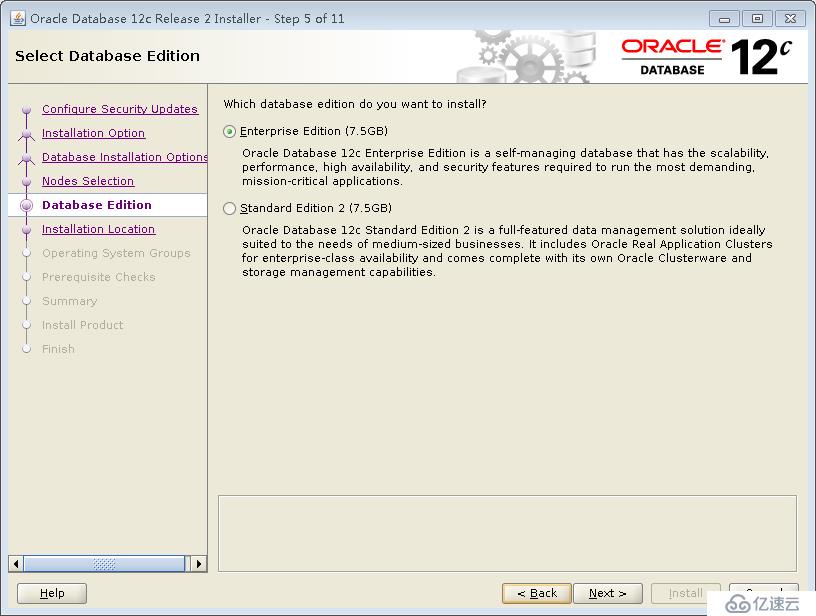 Oracle Database 12c Release 2 Installer - Step 5 of 11
Select Database Edition
ORACLE®
DATABASE
12c
Configure Security Updates
Installation Option
Database Installation Options
Nodes Selection
Database Edition
Installation Location
Operating System Groups
Prerequisite Checks
Summary
Install Product
Finish
Which database edition do you want to install?
Enterprise Edition (7.5GB)
Oracle Database 12c Enterprise Edition is a self-managing database that has the scalability,
performance, high availability, and security features required to run the most demanding,
mission-critical applications.
Standard Edition 2 (7.5GB)
Oracle Database 12c Standard Edition 2 is a full-featured data management solution ideally
suited to the needs of medium-sized businesses. It includes Oracle Real Application Clusters
for enterprise-class availability and comes complete with its own Oracle Clusterware and
storage management capabilities.
Help
< Back
Next >
Install
亿速云